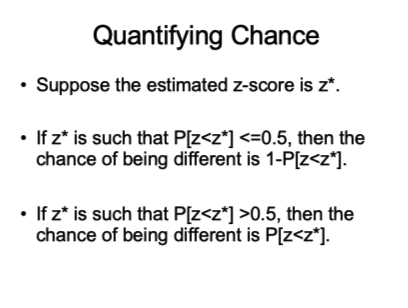 Quantifying Chance
• Suppose the estimated z-score is z*.
• If z* is such that P[z<z*] <=0.5, then the
chance of being different is 1-P[z<z*].
• If z* is such that P[z<z*] >0.5, then the
chance of being different is P[z<z*].